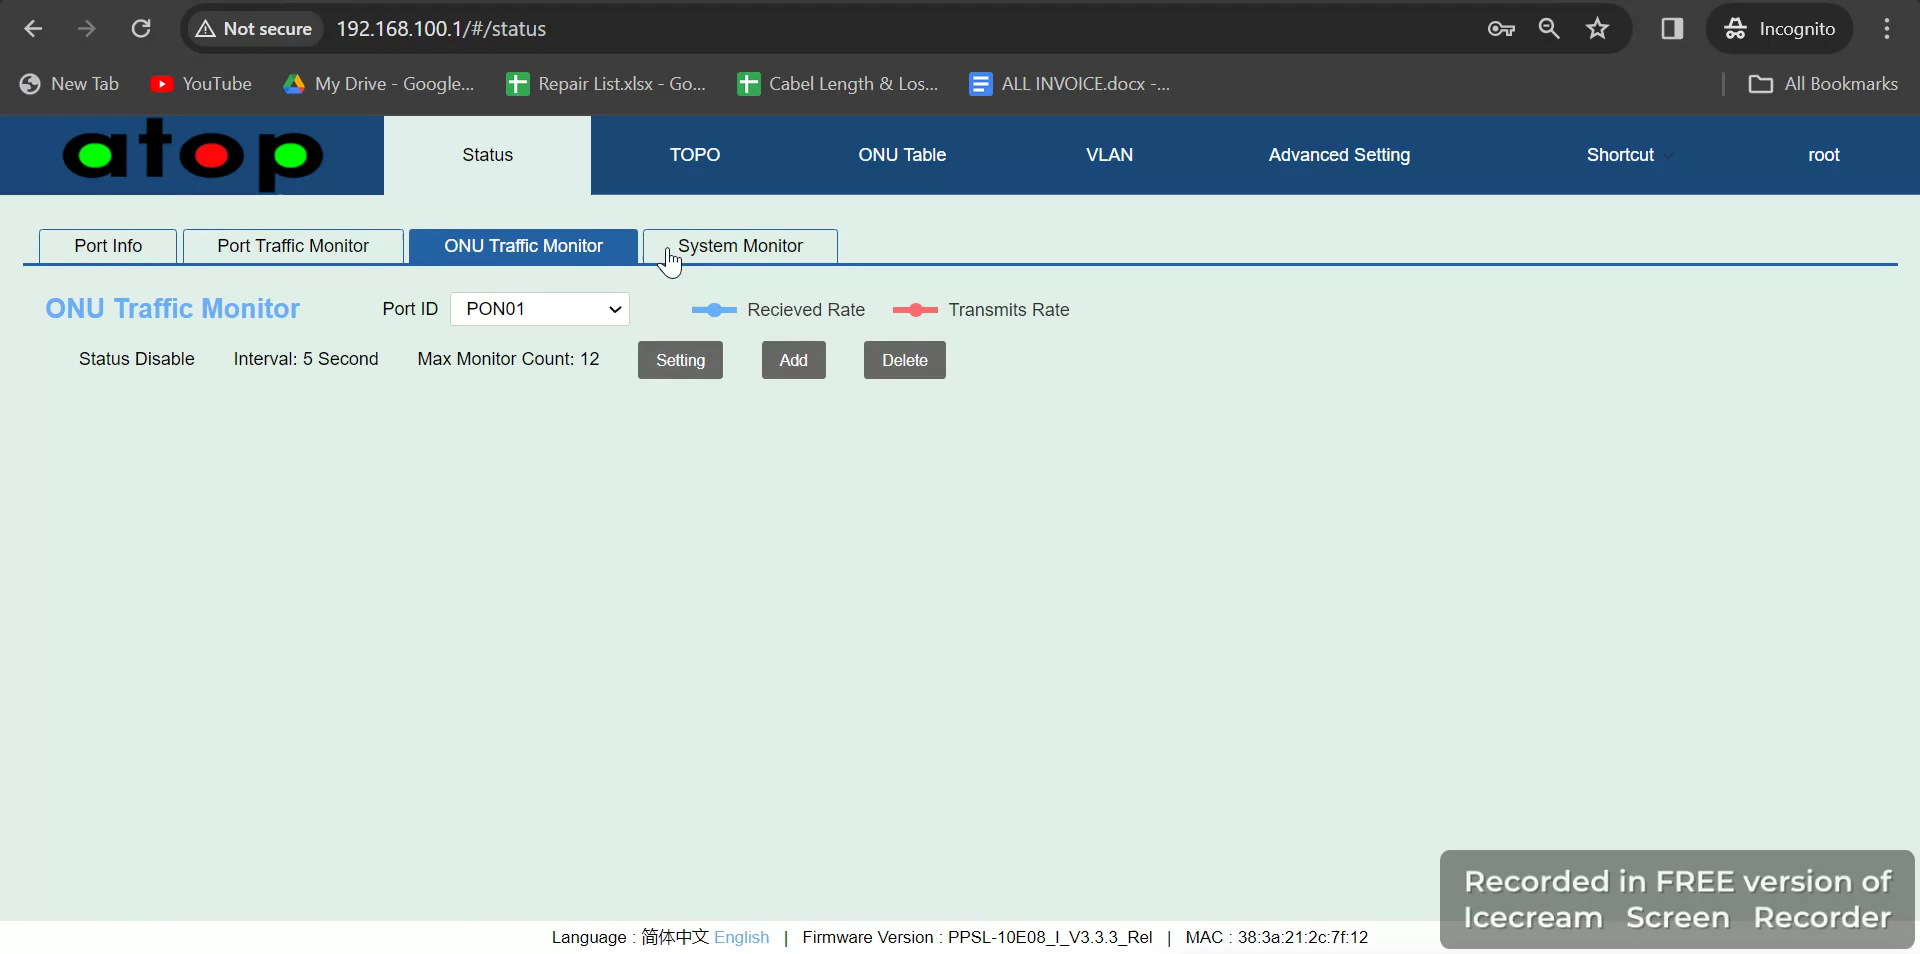 Not secure 192.168.100.1/#/status Incognito
New Tab YouTube My Drive - Google... Repair List.xlsx - Go... Cabel Length & Los... ALL INVOICE.docx -... All Bookmarks
atop Status TOPO ONU Table VLAN Advanced Setting Shortcut root
Port Info Port Traffic Monitor ONU Traffic Monitor System Monitor
ONU Traffic Monitor Port ID PON01 Recieved Rate Transmits Rate
Status Disable Interval: 5 Second Max Monitor Count: 12 Setting Add Delete
Recorded in FREE version of
Icecream Screen Recorder
Language : 简体中文 English | Firmware Version : PPSL-10E08_I_V3.3.3_Rel | MAC : 38:3a:21:2c:7f:12